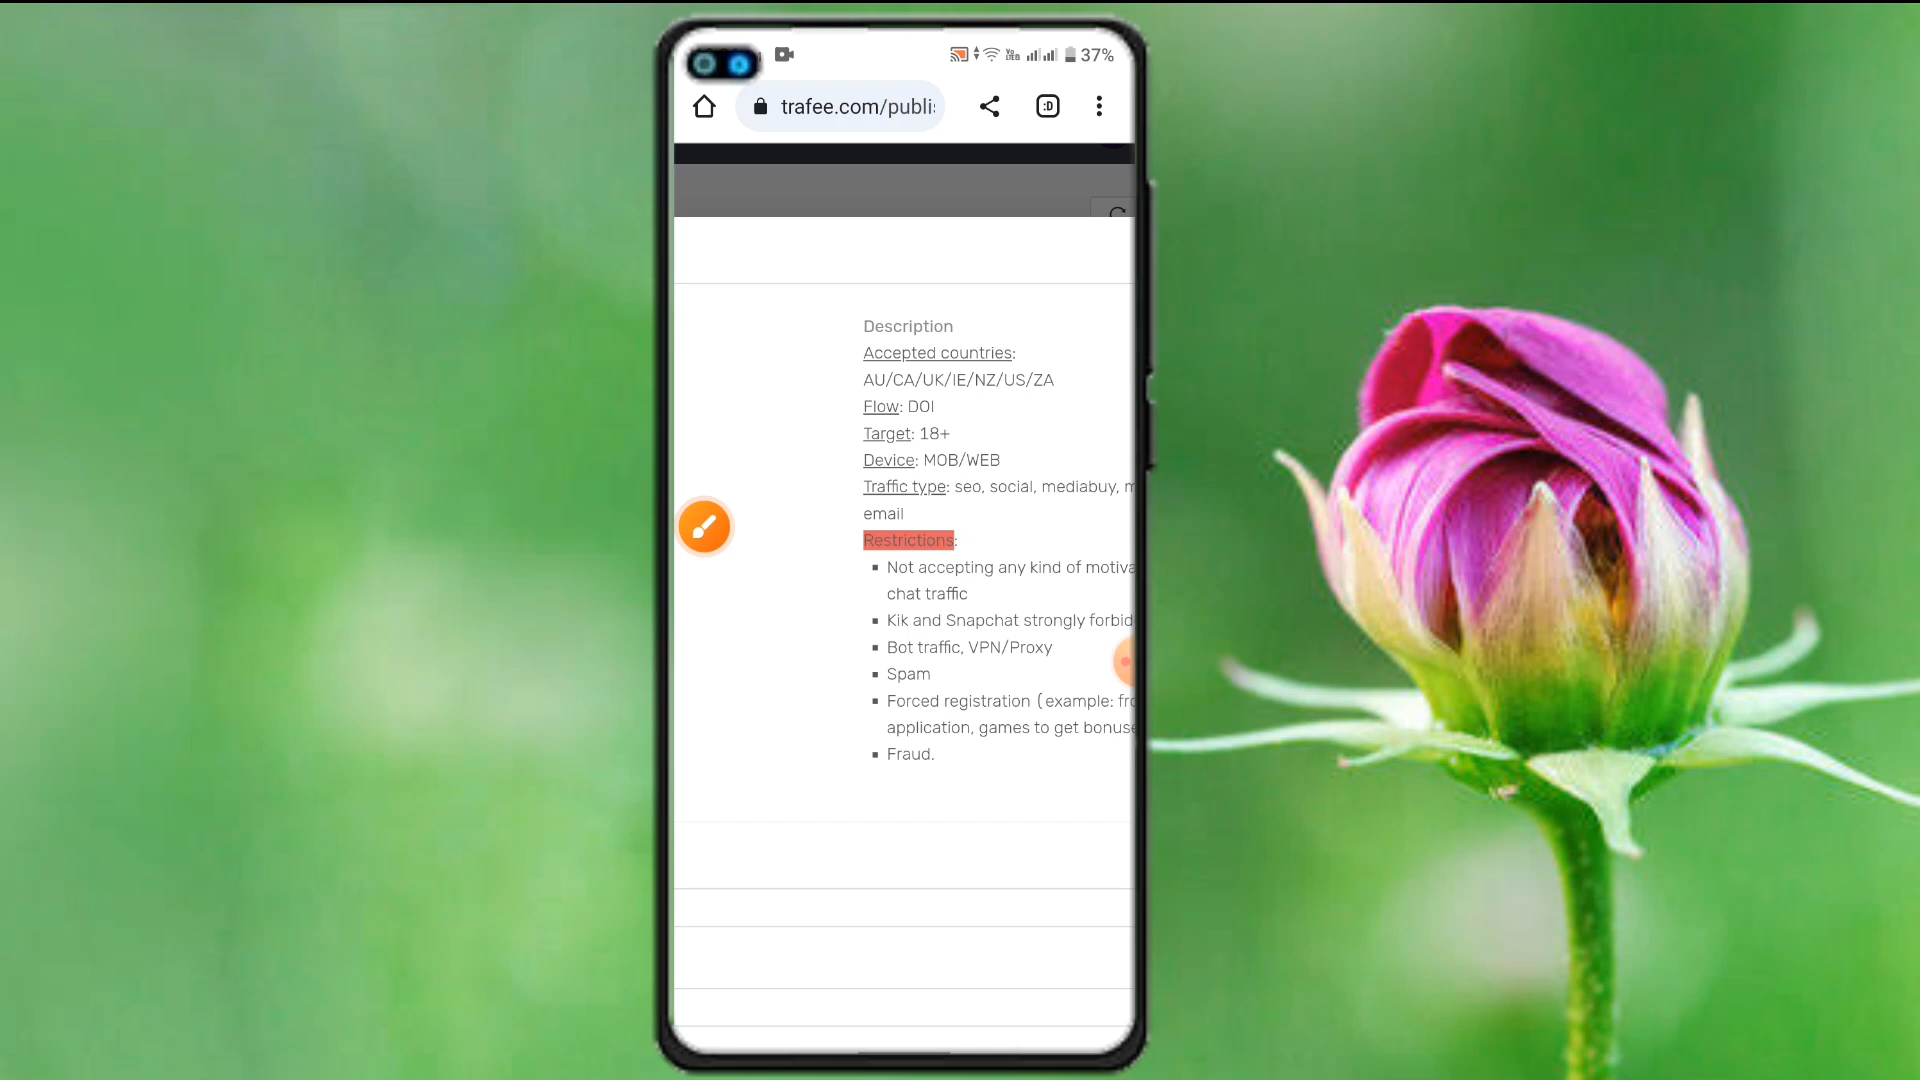 37%
trafee.com/publi
:D
Description
Accepted countries:
AU/CA/UK/IE/NZ/US/ZA
Flow: DOI
Target: 18+
Device: MOB/WEB
Traffic type: seo, social, mediabuy,
email
Restrictions:
Not accepting any kind of motiva
chat traffic
Kik and Snapchat strongly forbid
Bot traffic, VPN/Proxy
Spam
Forced registration (example: fro
application, games to get bonuse
Fraud.